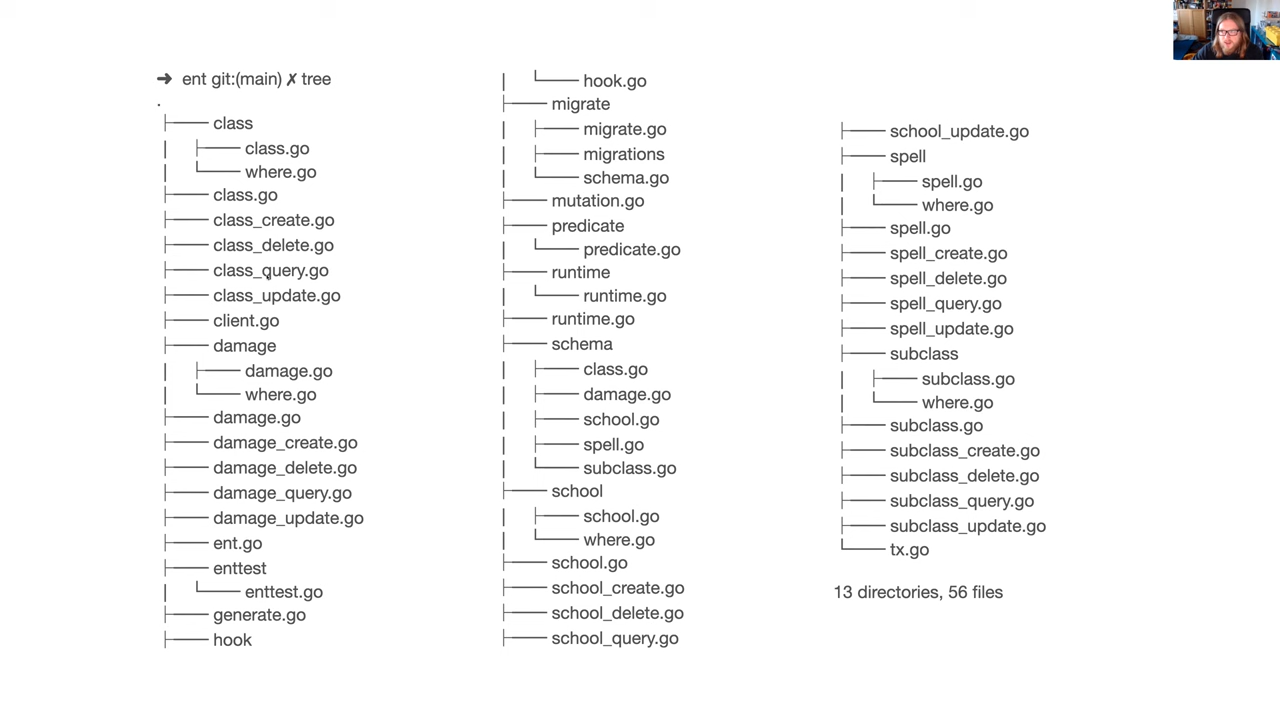 ➜ ent git:(main) ✗ tree
.
├── class
│ ├── class.go
│ └── where.go
├── class.go
├── class_create.go
├── class_delete.go
├── class_query.go
├── class_update.go
├── client.go
├── damage
│ ├── damage.go
│ └── where.go
├── damage.go
├── damage_create.go
├── damage_delete.go
├── damage_query.go
├── damage_update.go
├── ent.go
├── enttest
│ └── enttest.go
├── generate.go
├── hook
│ └── hook.go
├── migrate
│ ├── migrate.go
│ ├── migrations
│ └── schema.go
├── mutation.go
├── predicate
│ └── predicate.go
├── runtime
│ └── runtime.go
├── runtime.go
├── schema
│ ├── class.go
│ ├── damage.go
│ ├── school.go
│ ├── spell.go
│ └── subclass.go
├── school
│ ├── school.go
│ └── where.go
├── school.go
├── school_create.go
├── school_delete.go
├── school_query.go
├── school_update.go
├── spell
│ ├── spell.go
│ └── where.go
├── spell.go
├── spell_create.go
├── spell_delete.go
├── spell_query.go
├── spell_update.go
├── subclass
│ ├── subclass.go
│ └── where.go
├── subclass.go
├── subclass_create.go
├── subclass_delete.go
├── subclass_query.go
├── subclass_update.go
└── tx.go
13 directories, 56 files